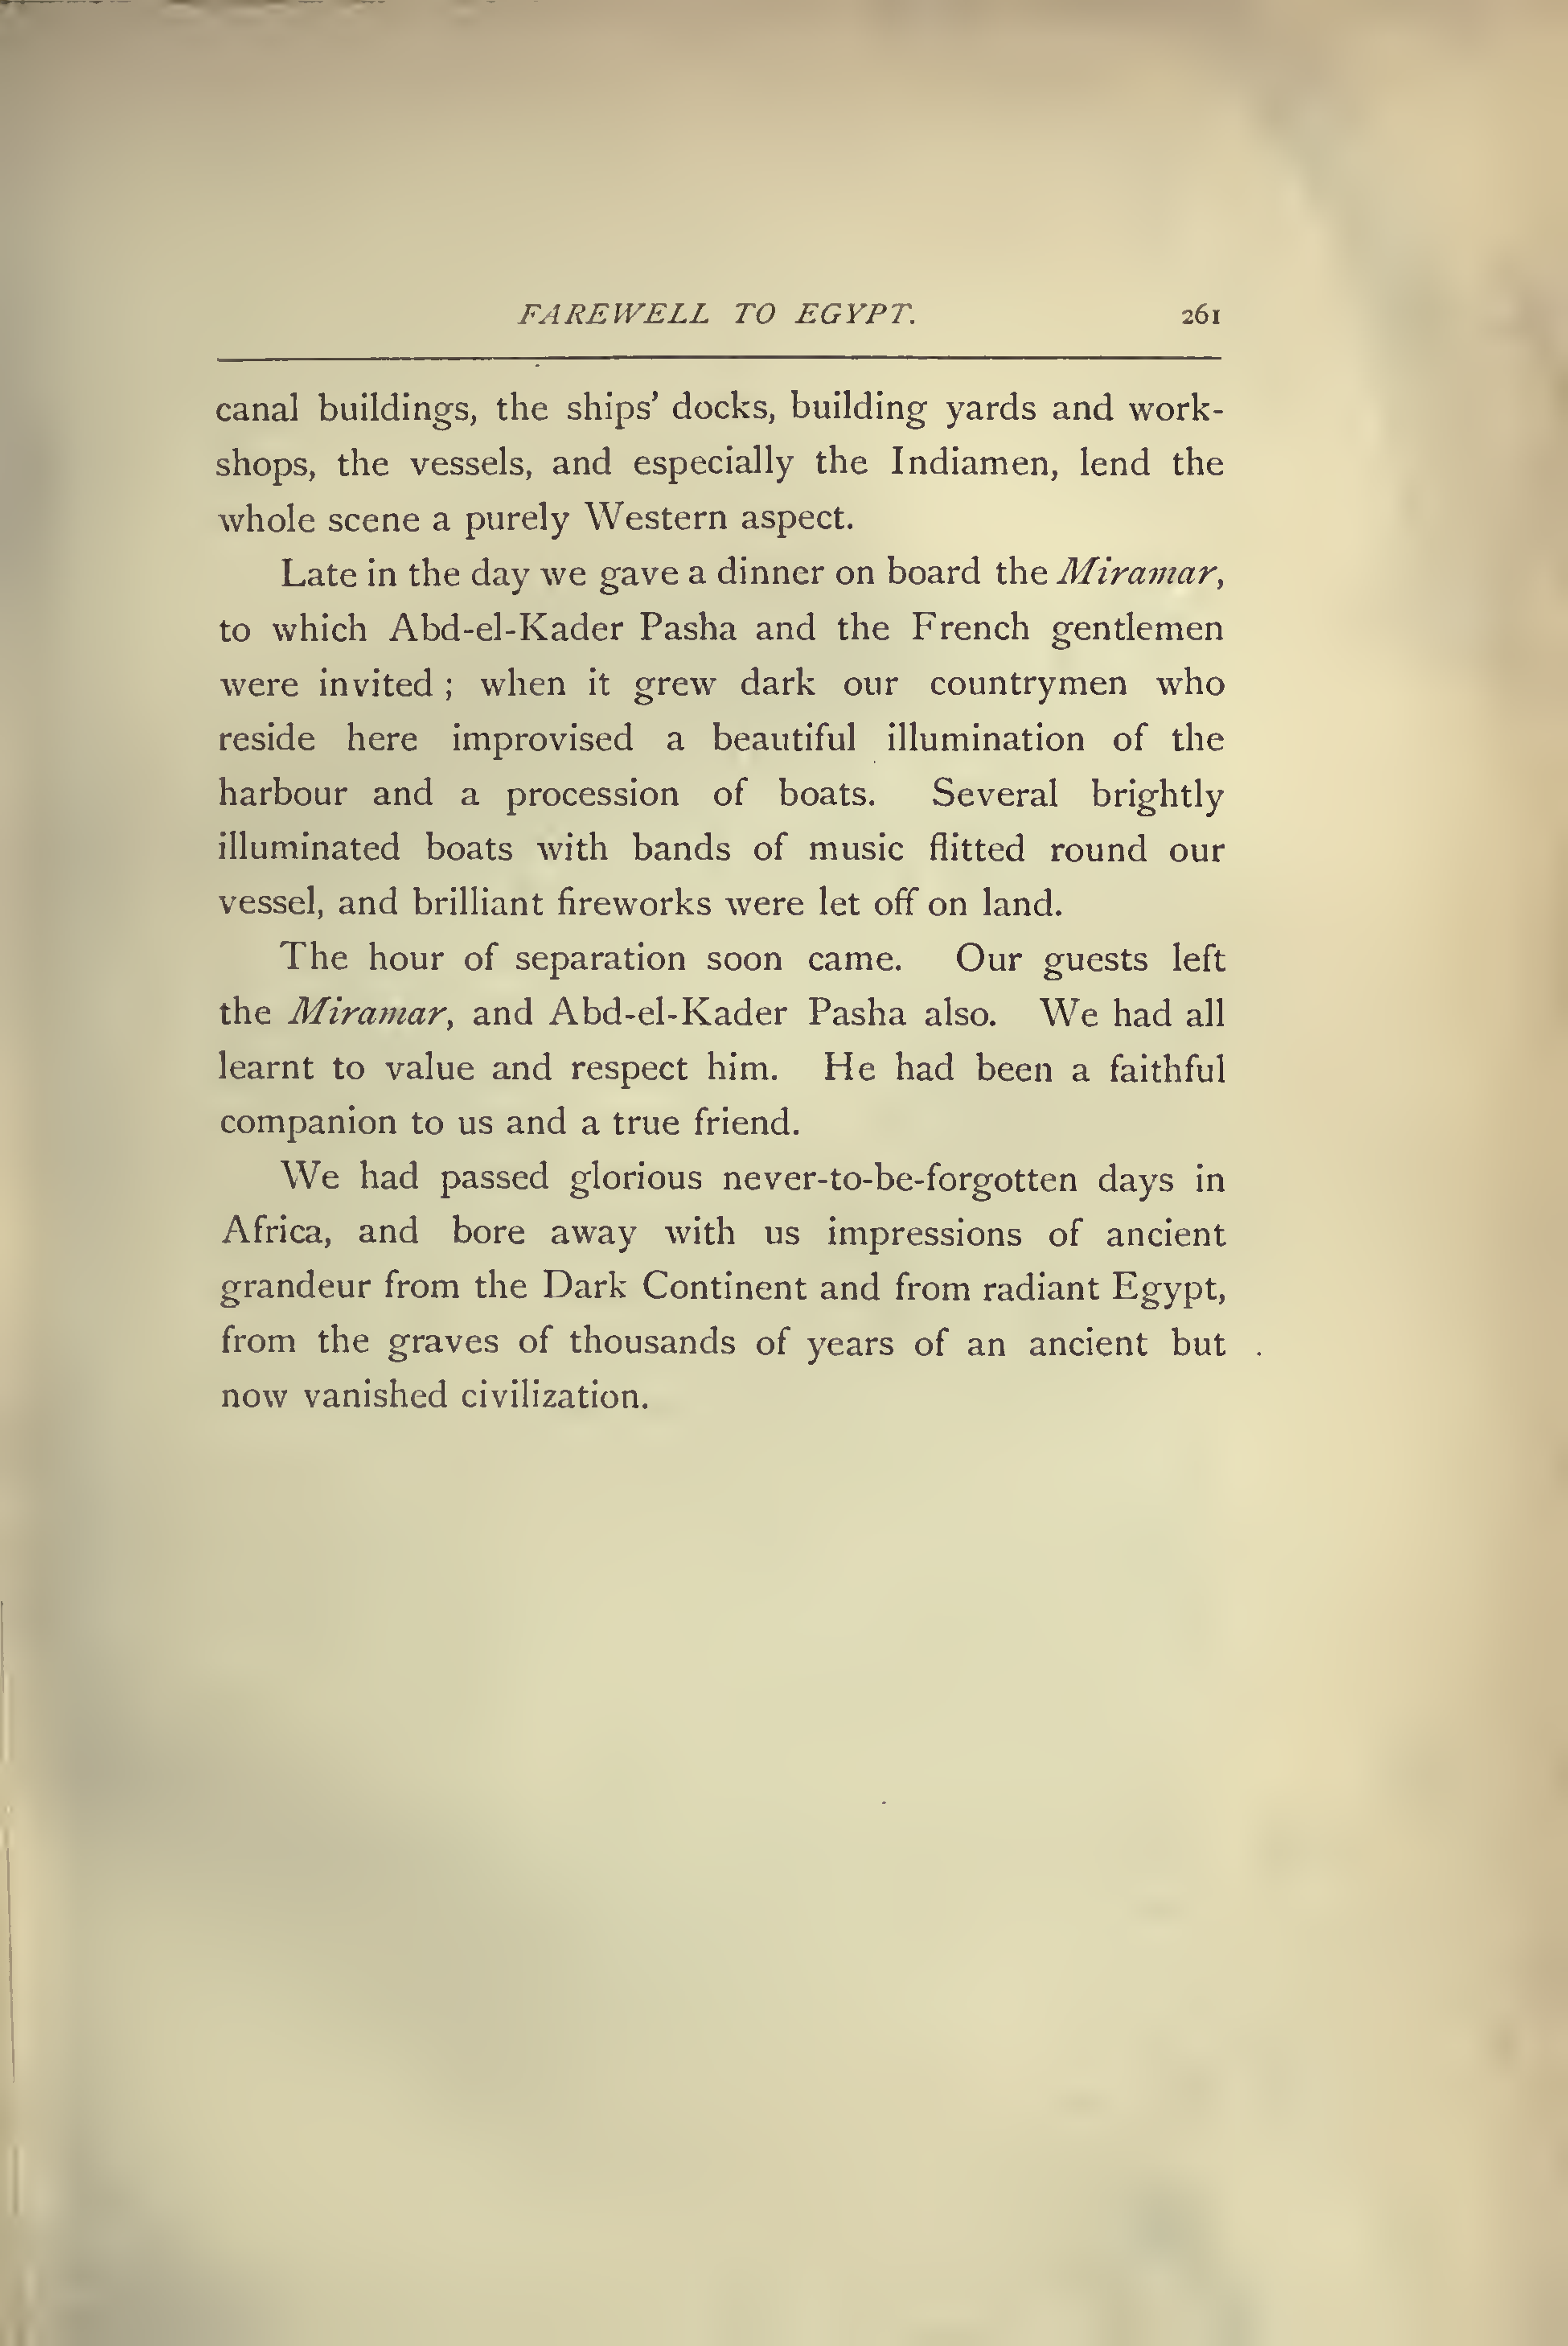 FAREWELL TO EGYPT. 261
canal buildings, the ships’ docks, building yards and work-
shops, the vessels, and especially the Indiamen, lend the
whole scene a purely Western aspect.
Late in the day we gave a dinner on board the Miramar,
to which Abd-el-Kader Pasha and the French gentlemen
were invited ; when it grew dark our countrymen who
reside here improvised a beautiful illumination of the
harbour and a procession of boats. Several brightly
illuminated boats with bands of music flitted round our
vessel, and brilliant fireworks were let off on land.
The hour of separation soon came. Our guests left
the Miramar, and Abd-el-Kader Pasha also. We had all
learnt to value and respect him. He had been a faithful
companion to us and a true friend.
We had passed glorious never-to-be-forgotten days in
Africa, and bore away with us impressions of ancient
grandeur from the Dark Continent and from radiant Egypt,
from the graves of thousands of years of an ancient but
now vanished civilization.